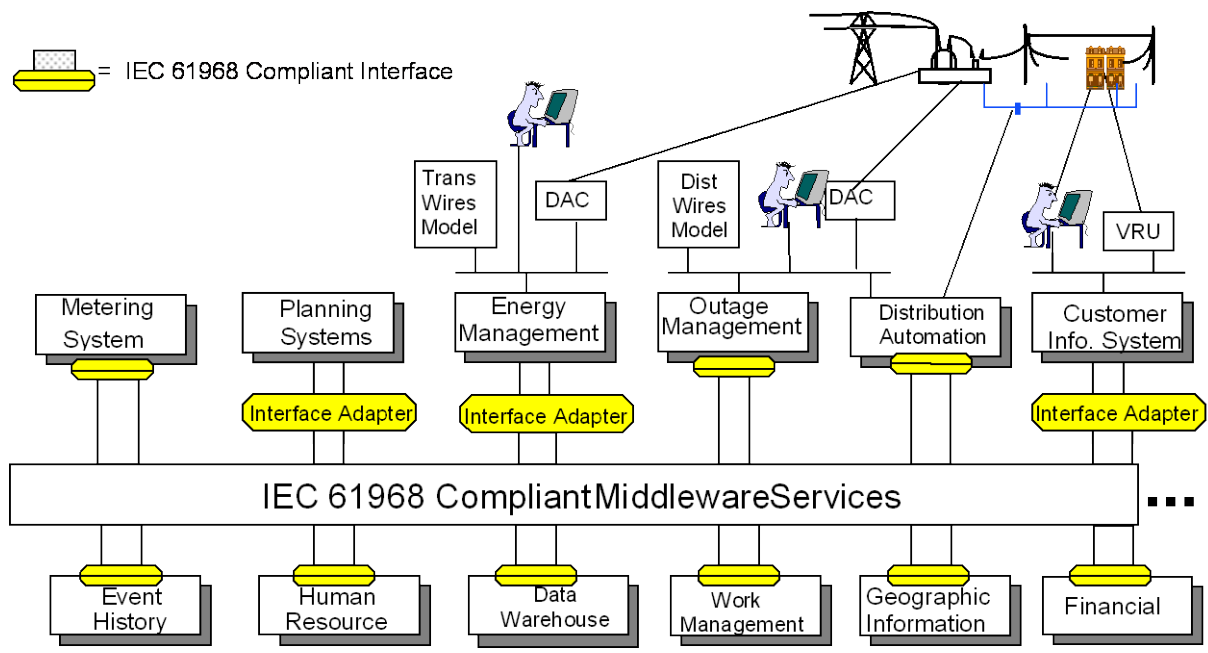 = IEC 61968 Compliant Interface
Trans
Wires
Model
DAC
Dist
Wires
Model
DAC
VRU
Metering
System
Planning
Systems
Energy
Management
Outage
Management
Distribution
Automation
Customer
Info. System
Interface Adapter
Interface Adapter
Interface Adapter
IEC 61968 CompliantMiddlewareServices
...
Event
History
Human
Resource
Data
Warehouse
Work
Management
Geographic
Information
Financial